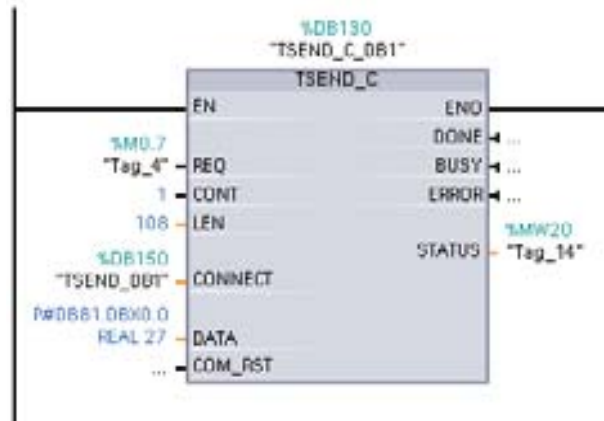 %DB130
"TSEND_C_DB1"
TSEND_C
EN ENO
DONE ...
%M0.7
"Tag_4" REQ BUSY ...
1 CONT ERROR ...
108 LEN
%MW20
STATUS "Tag_14"
%DB150
"TSEND_DB1" CONNECT
P#DB81.DBX0.0
REAL 27 DATA
... COM_RST